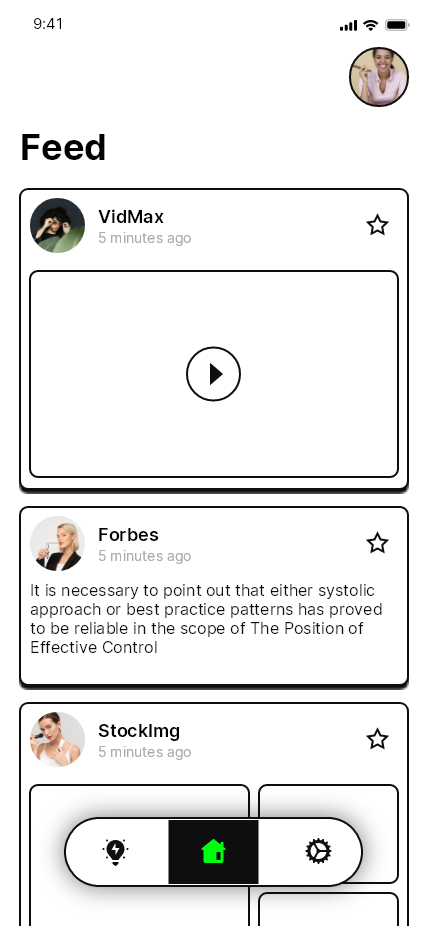 9:41
Feed
VidMax
5 minutes ago
Forbes
5 minutes ago
It is necessary to point out that either systolic
approach or best practice patterns has proved
to be reliable in the scope of The Position of
Effective Control
StockImg
5 minutes ago